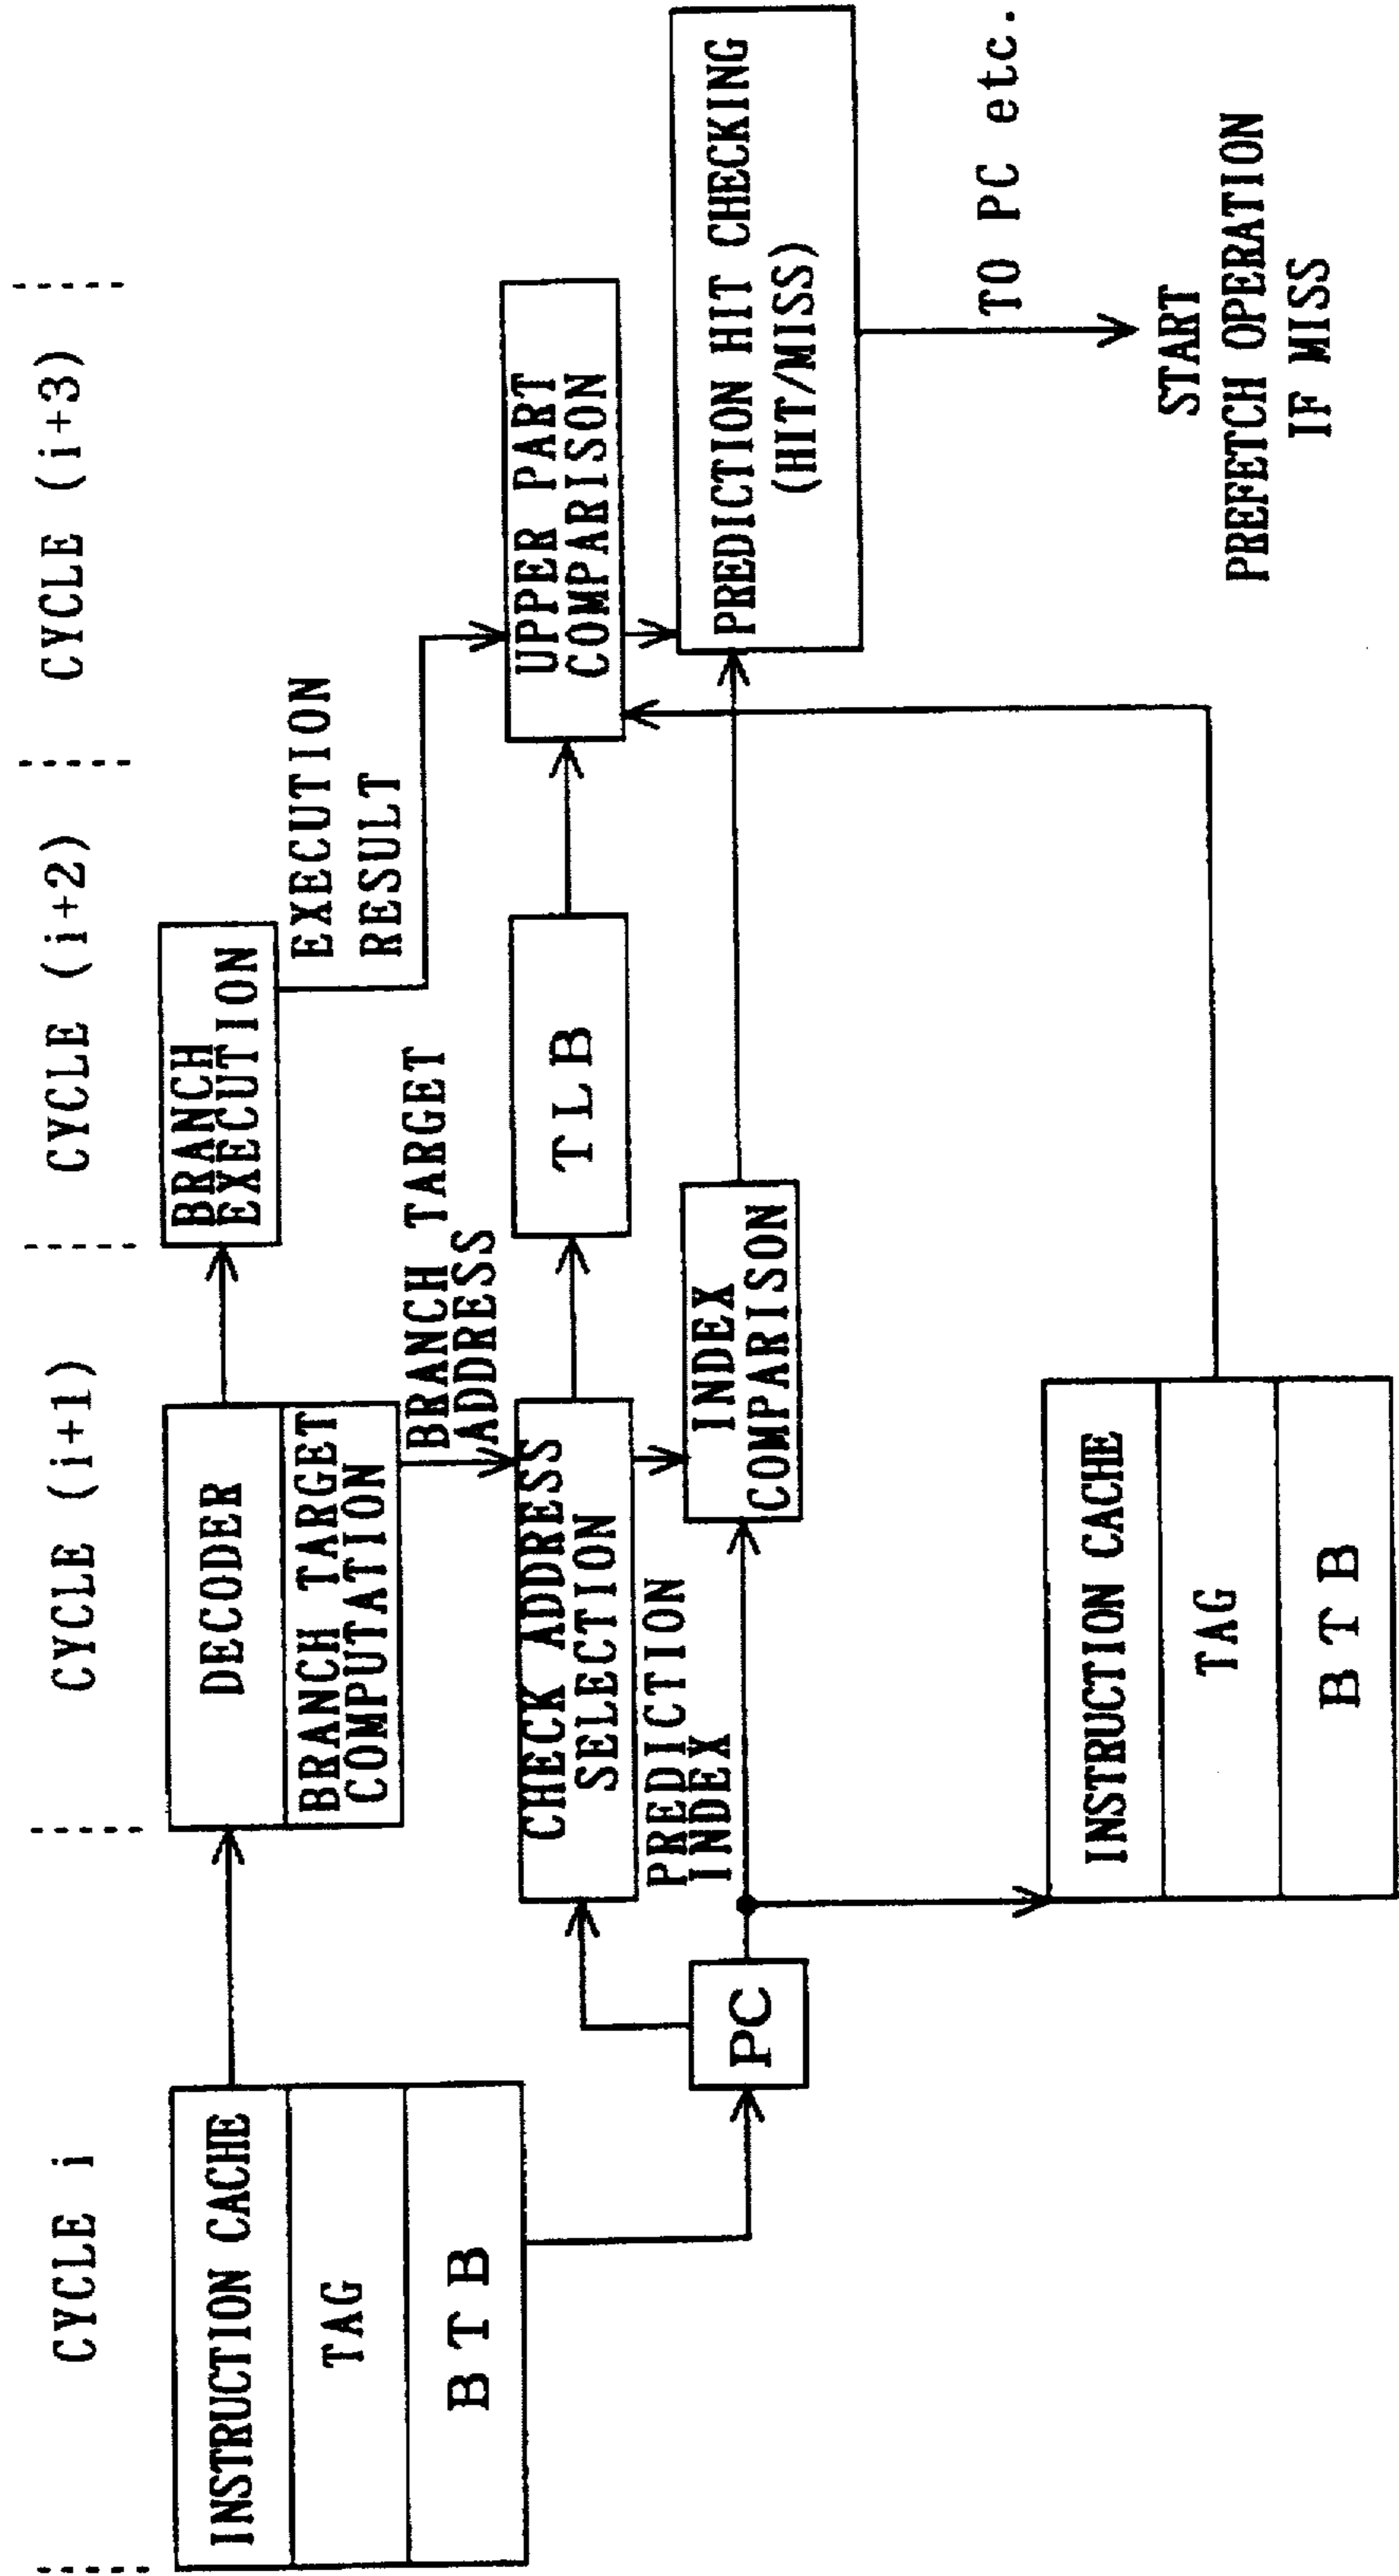 CYCLE i
CYCLE (i+1)
CYCLE (i+2)
CYCLE (i+3)
INSTRUCTION CACHE
TAG
B T B
DECODER
BRANCH TARGET
COMPUTATION
BRANCH
EXECUTION
EXECUTION
RESULT
BRANCH TARGET
ADDRESS
CHECK ADDRESS
SELECTION
T L B
UPPER PART
COMPARISON
PREDICTION
INDEX
PC
INDEX
COMPARISON
PREDICTION HIT CHECKING
(HIT/MISS)
TO PC etc.
INSTRUCTION CACHE
TAG
B T B
START
PREFETCH OPERATION
IF MISS